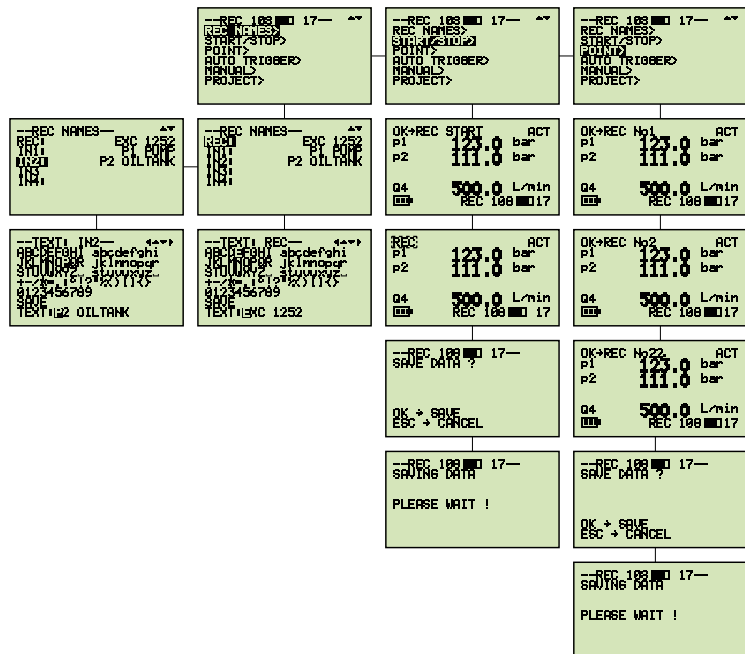 --REC 108 17--
REC NAMES>
START/STOP>
POINT>
AUTO TRIGGER>
MANUAL>
PROJECT>
--REC 108 17--
REC NAMES>
START/STOP>
POINT>
AUTO TRIGGER>
MANUAL>
PROJECT>
--REC 108 17--
REC NAMES>
START/STOP>
POINT>
AUTO TRIGGER>
MANUAL>
PROJECT>
--REC NAMES--
REC: EXC 1252
IN1: P1 PUMP
IN2: P2 OILTANK
IN3:
IN4:
--REC NAMES--
REC: EXC 1252
IN1: P1 PUMP
IN2: P2 OILTANK
IN3:
IN4:
OK→REC START ACT
p1 123.0 bar
p2 111.0 bar
Q4 500.0 L/min
REC 108 17
OK→REC No1 ACT
p1 123.0 bar
p2 111.0 bar
Q4 500.0 L/min
REC 108 17
--TEXT: IN2--
ABCDEFGHI abcdefghi
JKLMNOPQR jklmnopqr
STUVWXYZ_ stuvwxyz_
0123456789
SAVE
TEXT:P2 OILTANK
--TEXT: REC--
ABCDEFGHI abcdefghi
JKLMNOPQR jklmnopqr
STUVWXYZ_ stuvwxyz_
0123456789
SAVE
TEXT:EXC 1252
REC ACT
p1 123.0 bar
p2 111.0 bar
Q4 500.0 L/min
REC 108 17
OK→REC No2 ACT
p1 123.0 bar
p2 111.0 bar
Q4 500.0 L/min
REC 108 17
--REC 108 17--
SAVE DATA ?
OK → SAVE
ESC → CANCEL
OK→REC No22 ACT
p1 123.0 bar
p2 111.0 bar
Q4 500.0 L/min
REC 108 17
--REC 108 17--
SAVING DATA
PLEASE WAIT !
--REC 108 17--
SAVE DATA ?
OK → SAVE
ESC → CANCEL
--REC 108 17--
SAVING DATA
PLEASE WAIT !